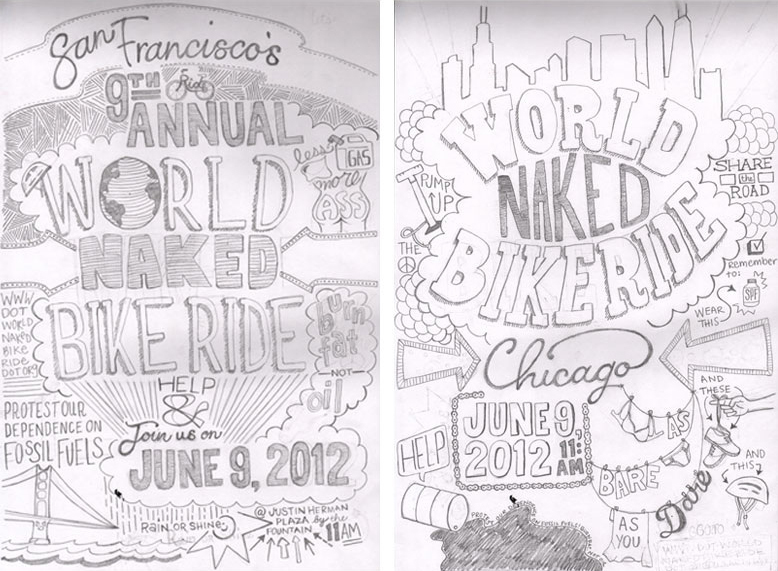 San Francisco's
9TH
Ride
ANNUAL
WORLD
less
GAS
more
ASS
NAKED
BIKE RIDE
WWW
DOT
WORLD
NAKED
BIKE
RIDE
DOT ORG
burn
fat
-NOT-
oil
HELP
&
Join us on
JUNE 9, 2012
PROTEST OUR
DEPENDENCE ON
FOSSIL FUELS
RAIN OR SHINE
@ JUSTIN HERMAN
PLAZA by the
FOUNTAIN
11AM
WORLD
NAKED
BIKE RIDE
PUMP
UP
THE
SHARE
the
ROAD
Remember
to:
SPF
WEAR
THIS
Chicago
JUNE 9,
2012 11:
AM
HELP
AS
BARE
AS
YOU
Dare
AND
THESE
AND
THIS